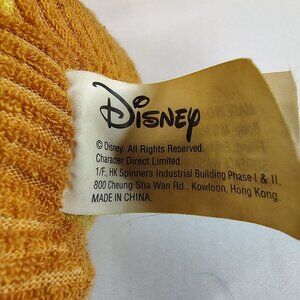 Disney
© Disney. All Rights Reserved.
Character Direct Limited.
1/F, HK Spinners Industrial Building Phase I & II,
800 Cheung Sha Wan Rd., Kowloon, Hong Kong.
MADE IN CHINA.